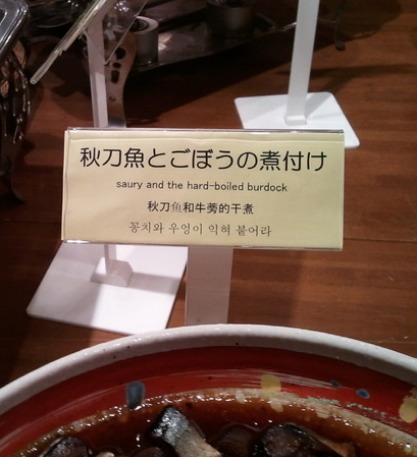 秋刀魚とごぼうの煮付け
saury and the hard-boiled burdock
秋刀魚和牛蒡的干煮
꽁치와 우엉이 익혀 붙어라